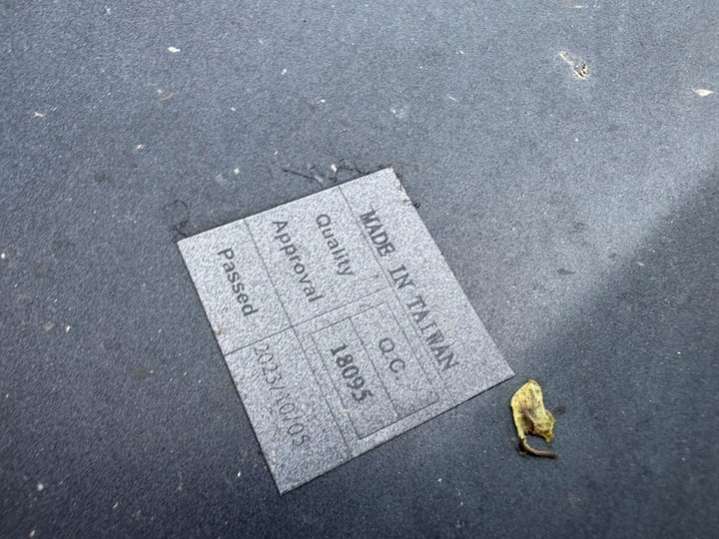 MADE IN TAIWAN
Quality
Approval
Q.C.
18095
Passed
2023/10/05